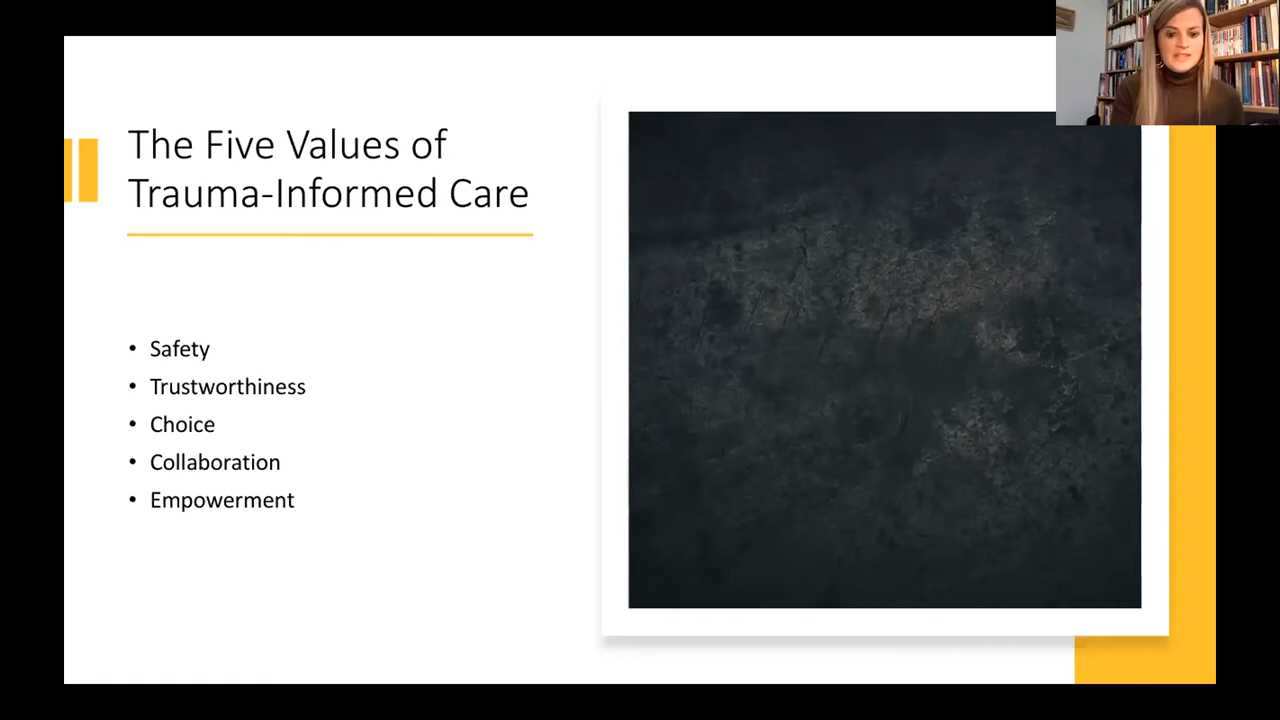 The Five Values of
Trauma-Informed Care
• Safety
• Trustworthiness
• Choice
• Collaboration
• Empowerment